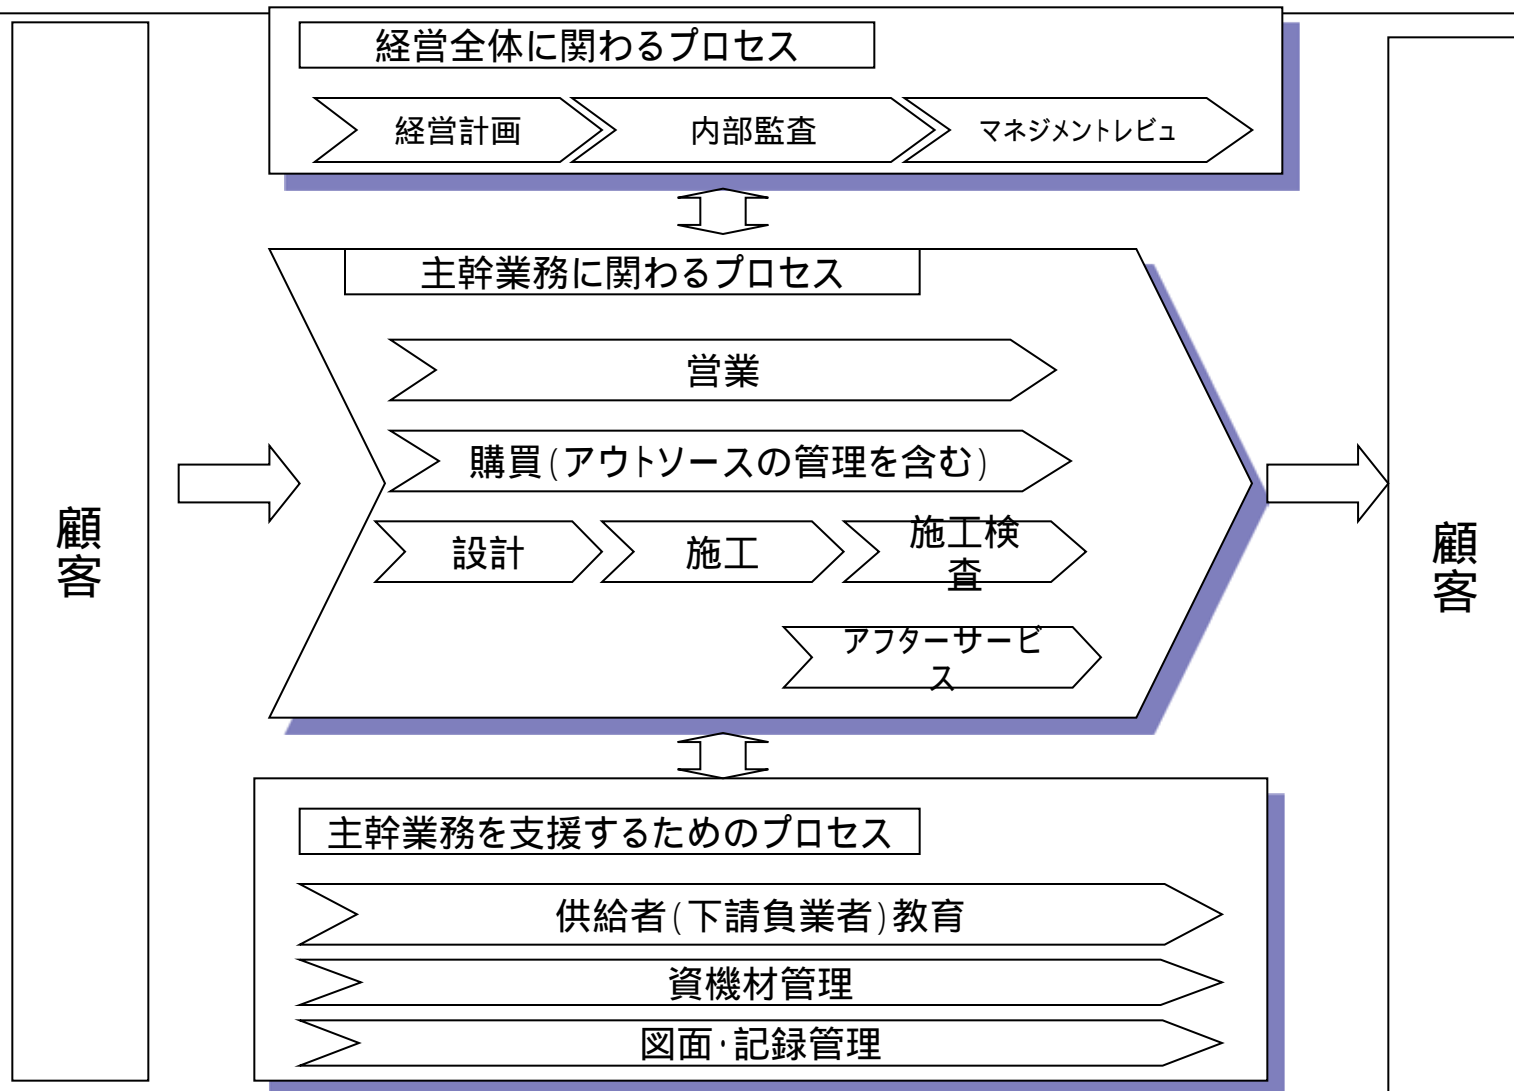 経営全体に関わるプロセス
経営計画
内部監査
マネジメントレビュ
主幹業務に関わるプロセス
営業
購買(アウトソースの管理を含む)
設計
施工
施工検
査
アフターサービ
ス
顧
客
顧
客
主幹業務を支援するためのプロセス
供給者(下請負業者)教育
資機材管理
図面・記録管理